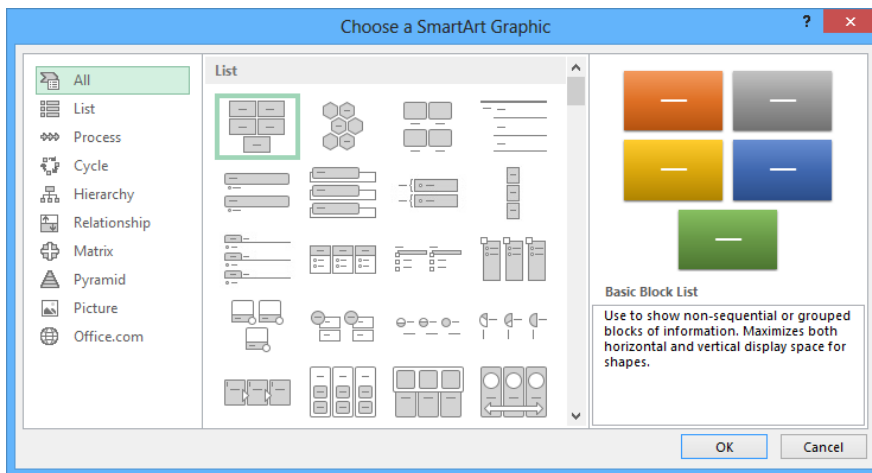 Choose a SmartArt Graphic
?
All
List
Process
Cycle
Hierarchy
Relationship
Matrix
Pyramid
Picture
Office.com
List
Basic Block List
Use to show non-sequential or grouped
blocks of information. Maximizes both
horizontal and vertical display space for
shapes.
OK
Cancel